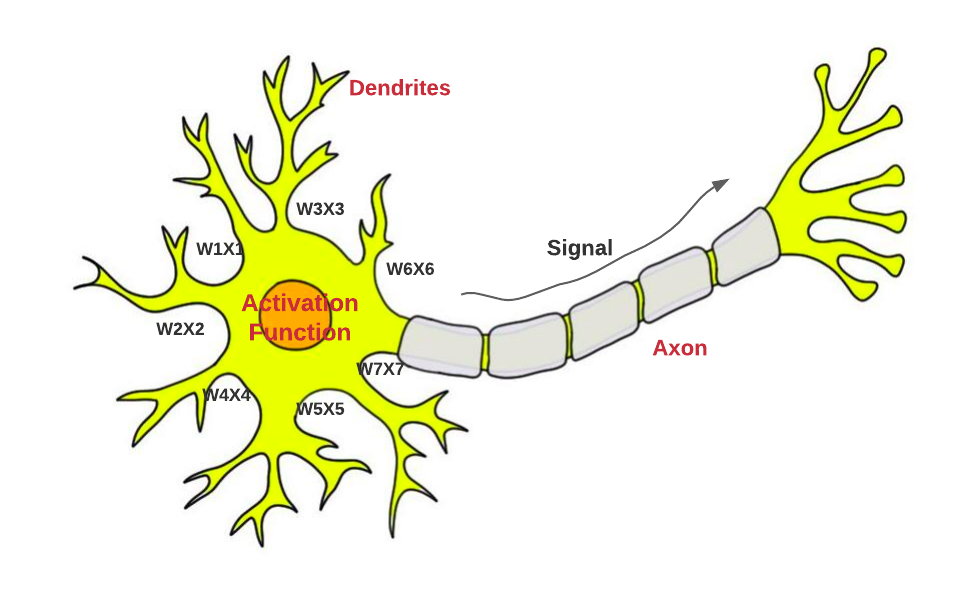 Dendrites
W3X3
W1X1
Signal
W6X6
Activation
Function
W2X2
Axon
W7X7
W4X4
W5X5